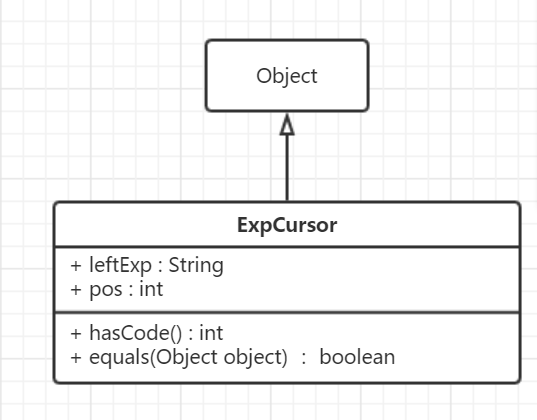 Object
ExpCursor
+ leftExp : String
+ pos : int
+ hasCode() : int
+ equals(Object object) : boolean